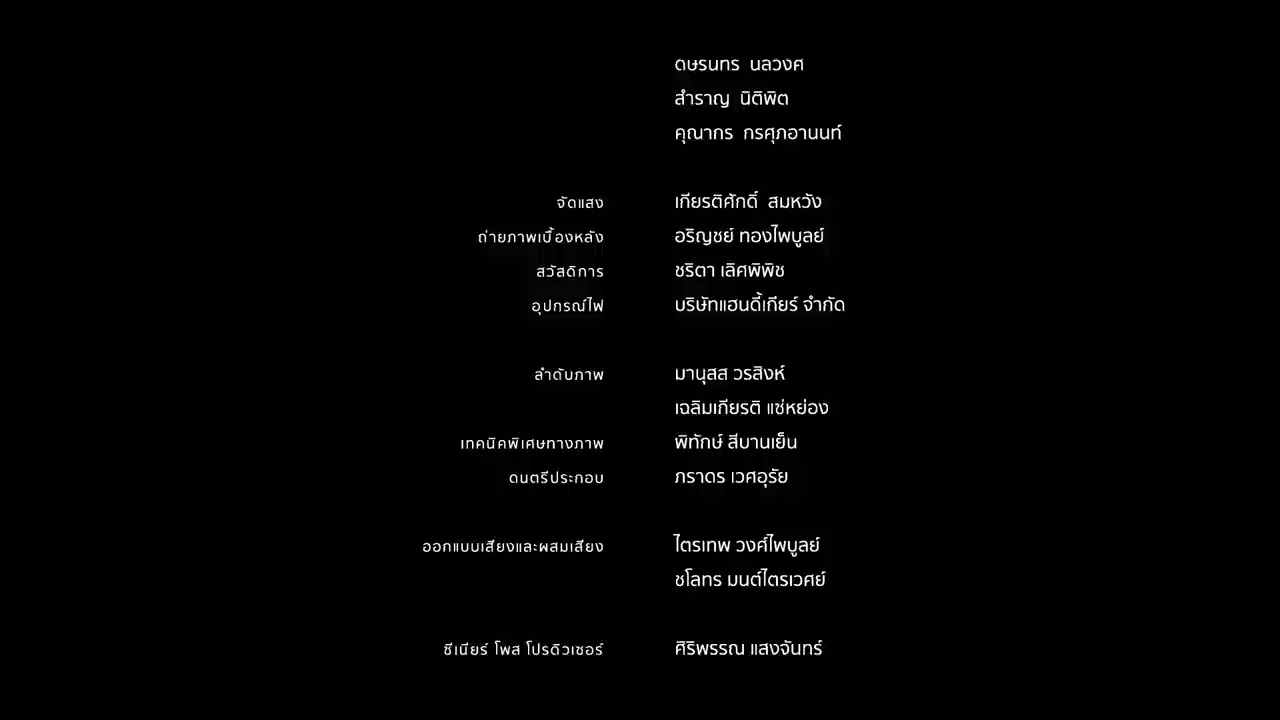 สำราญ นิติพิต
คุณากร กรศุภอานนท์
จัดแสง เกียรติศักดิ์ สมหวัง
ถ่ายภาพเบื้องหลัง อริญชย์ ทองไพบูลย์
สวัสดิการ ชริตา เลิศพิพัช
อุปกรณ์ไฟ บริษัทแฮนดี้เกียร์ จำกัด
ลำดับภาพ มานุสส วรสิงห์
เฉลิมเกียรติ แซ่หย่อง
เทคนิคพิเศษทางภาพ พิทักษ์ สีบานเย็น
ดนตรีประกอบ ภราดร เวศอุรัย
ออกแบบเสียงและผสมเสียง ไตรเทพ วงศ์ไพบูลย์
ชโลทร มนต์ไตรเวศย์
ซีเนียร์ โพส โปรดิวเซอร์ ศิริพรรณ แสงจันทร์